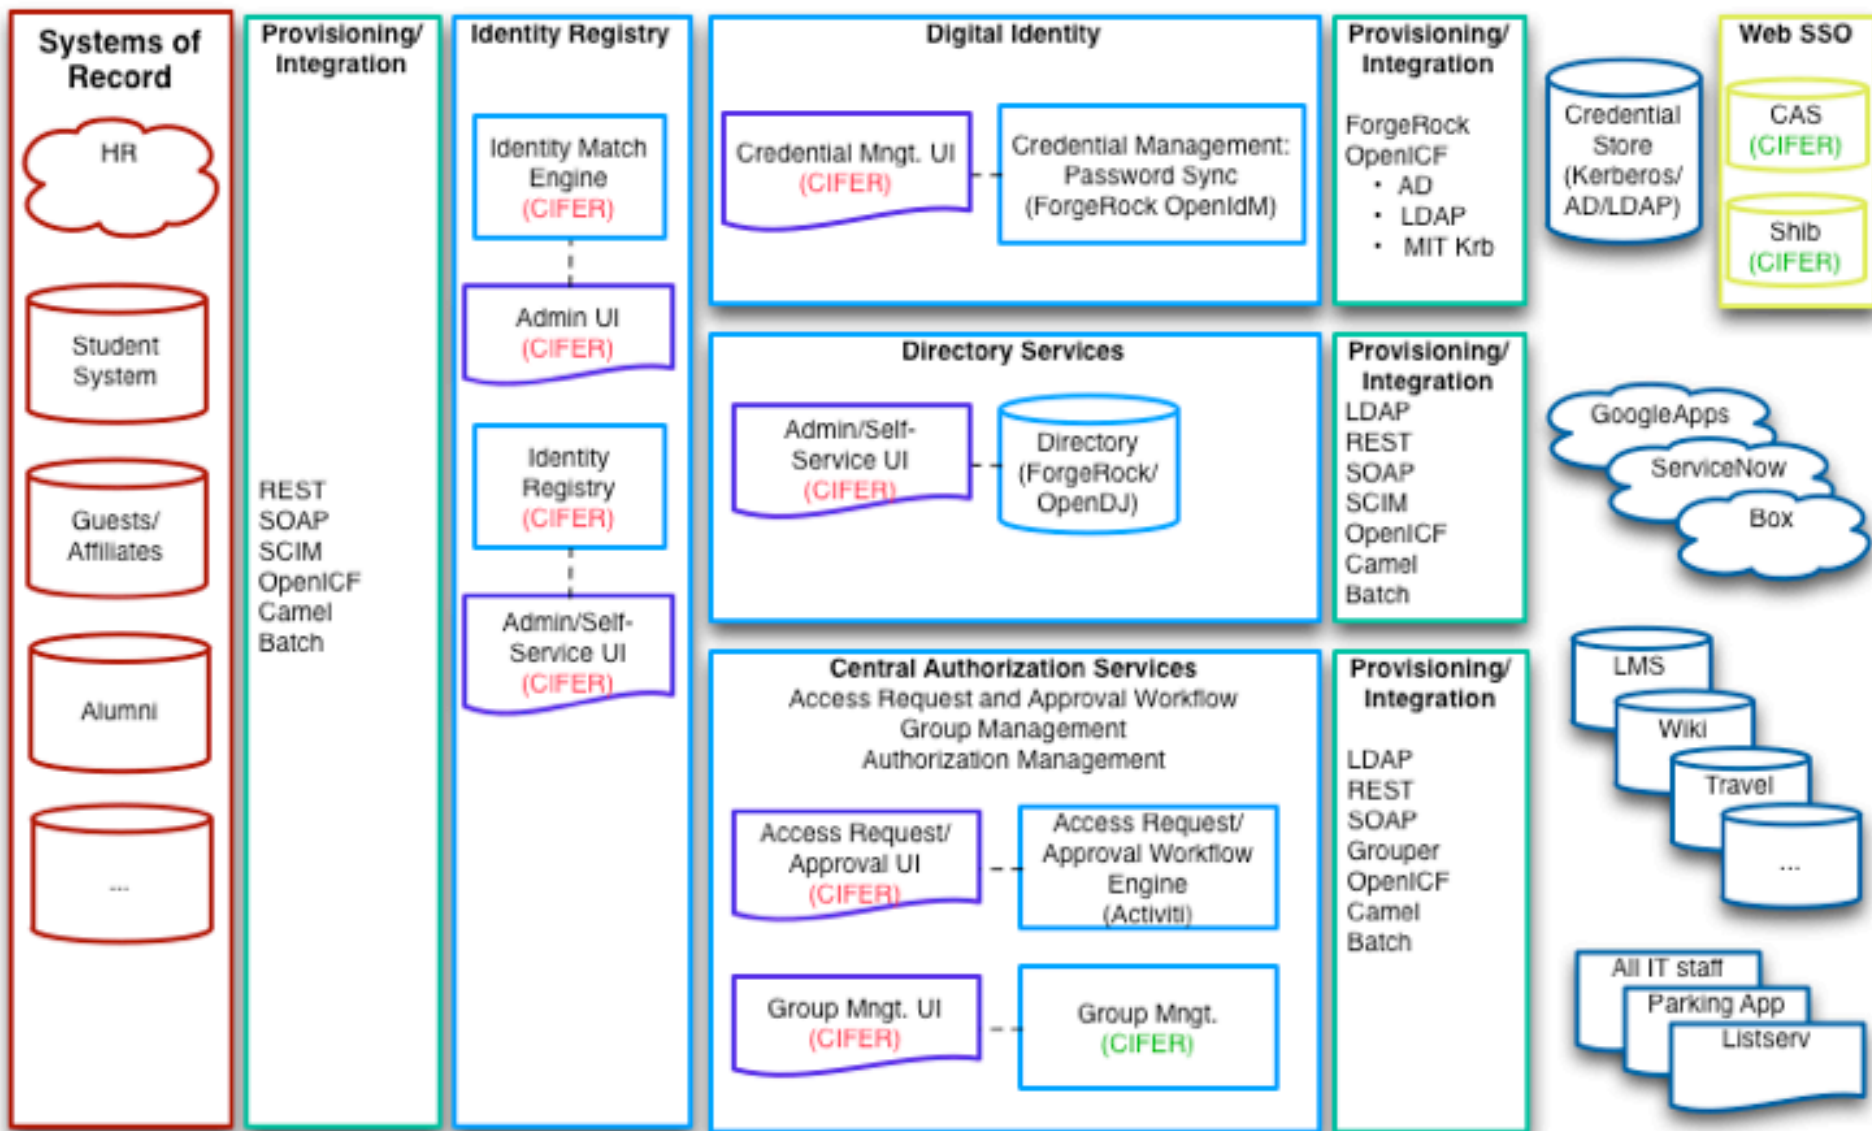 Systems of
Record
HR
Student
System
Guests/
Affiliates
Alumni
...
Provisioning/
Integration
REST
SOAP
SCIM
OpenICF
Camel
Batch
Identity Registry
Identity Match
Engine
(CIFER)
Admin UI
(CIFER)
Identity
Registry
(CIFER)
Admin/Self-
Service UI
(CIFER)
Digital Identity
Credential Mngt. UI
(CIFER)
Credential Management:
Password Sync
(ForgeRock OpenIdM)
Provisioning/
Integration
ForgeRock
OpenICF
• AD
• LDAP
• MIT Krb
Credential
Store
(Kerberos/
AD/LDAP)
Web SSO
CAS
(CIFER)
Shib
(CIFER)
Directory Services
Admin/Self-
Service UI
(CIFER)
Directory
(ForgeRock/
OpenDJ)
Provisioning/
Integration
LDAP
REST
SOAP
SCIM
OpenICF
Camel
Batch
GoogleApps
ServiceNow
Box
Central Authorization Services
Access Request and Approval Workflow
Group Management
Authorization Management
Access Request/
Approval UI
(CIFER)
Access Request/
Approval Workflow
Engine
(Activiti)
Group Mngt. UI
(CIFER)
Group Mngt.
(CIFER)
Provisioning/
Integration
LDAP
REST
SOAP
Grouper
OpenICF
Camel
Batch
LMS
Wiki
Travel
...
All IT staff
Parking App
Listserv